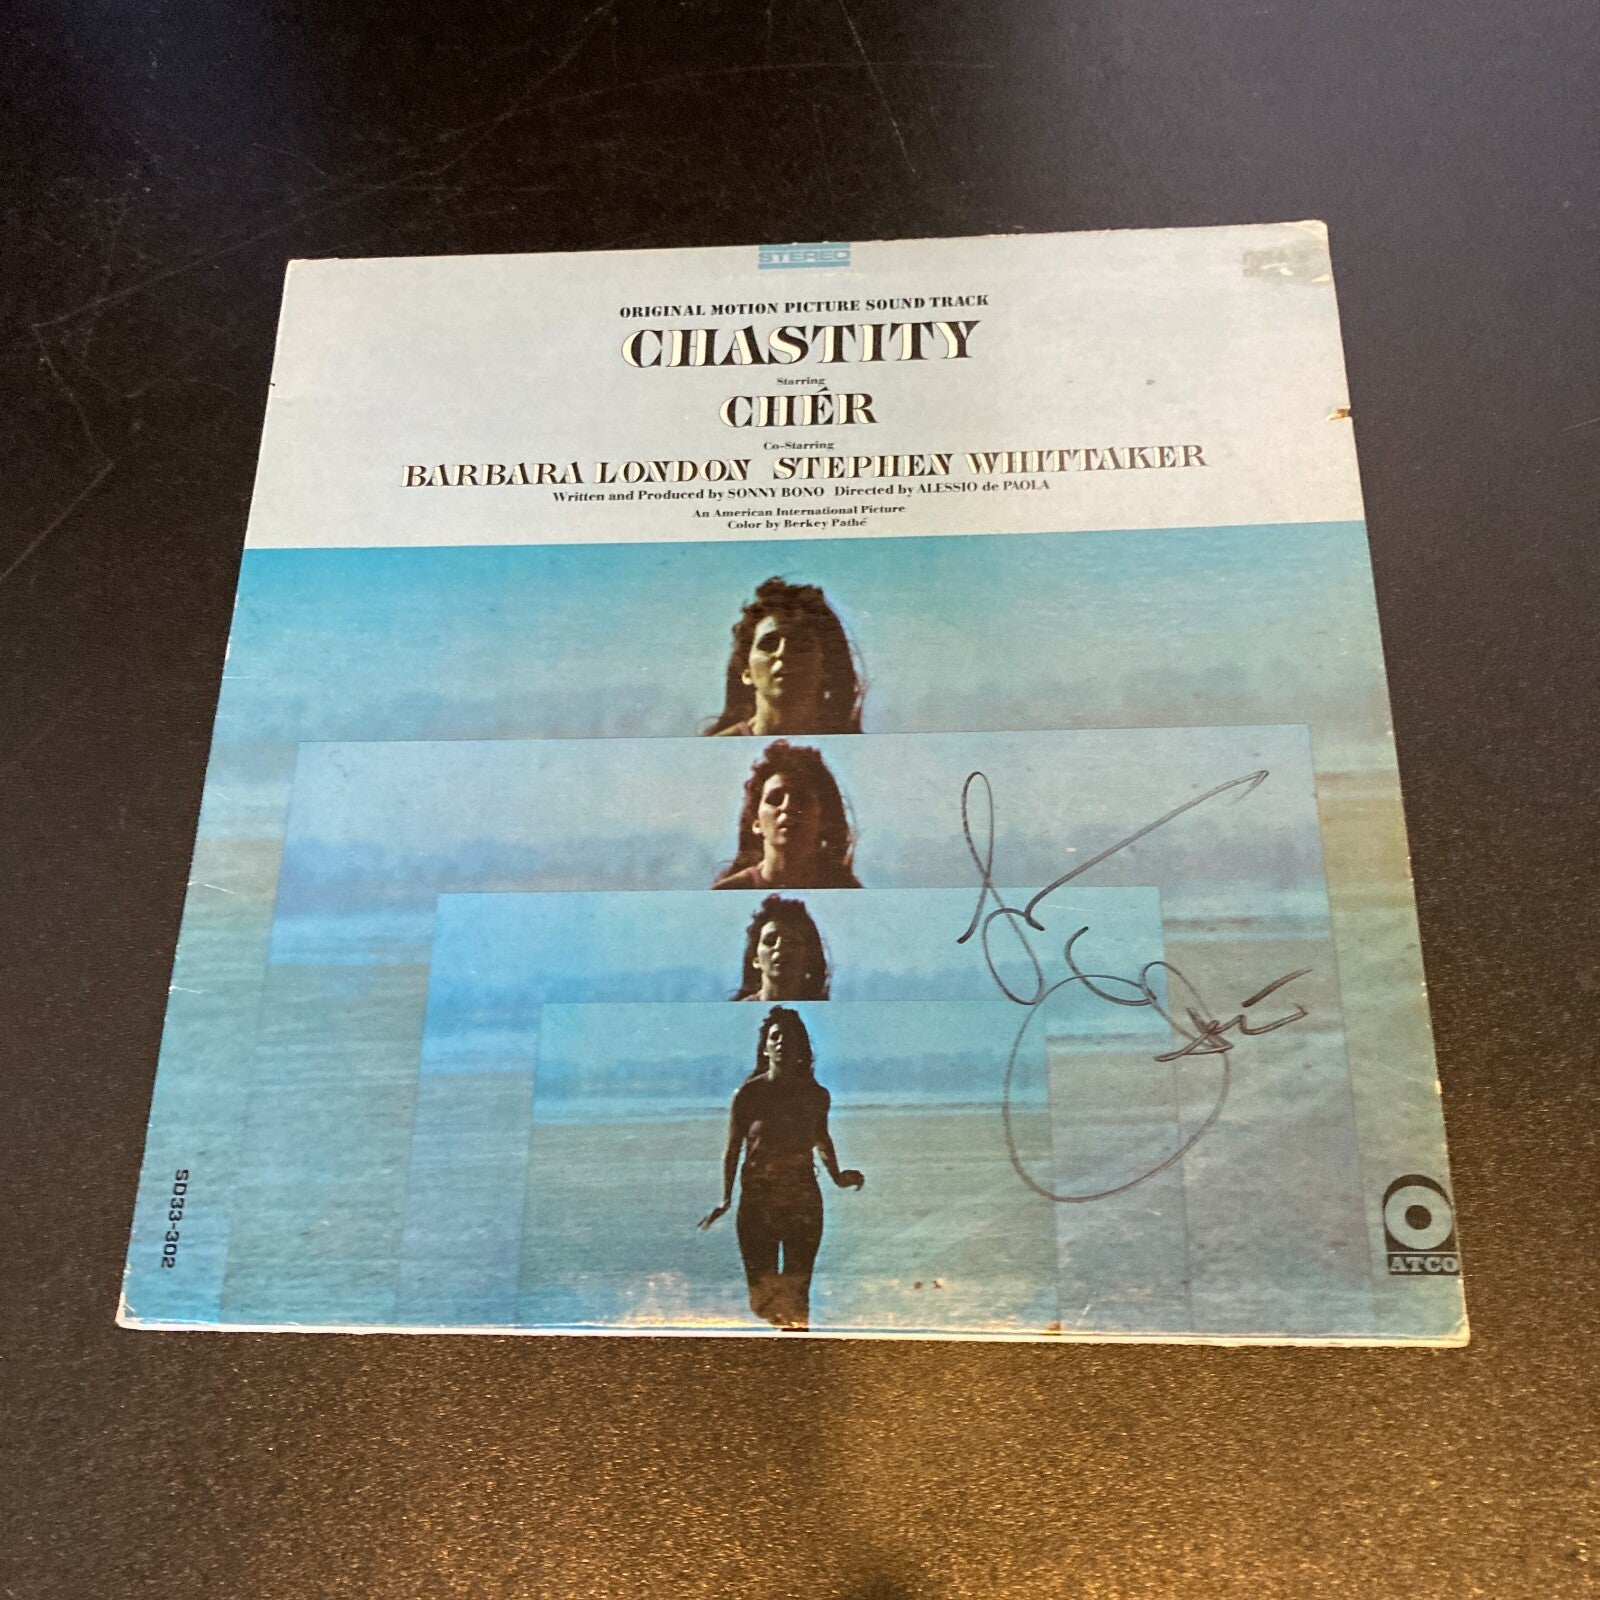 STEREO
ORIGINAL MOTION PICTURE SOUND TRACK
CHASTITY
Starring
CHÉR
Co-Starring
BARBARA LONDON STEPHEN WHITTAKER
Written and Produced by SONNY BONO Directed by ALESSIO de PAOLA
An American International Picture
Color by Berkey Pathé
SD33-302
ATCO